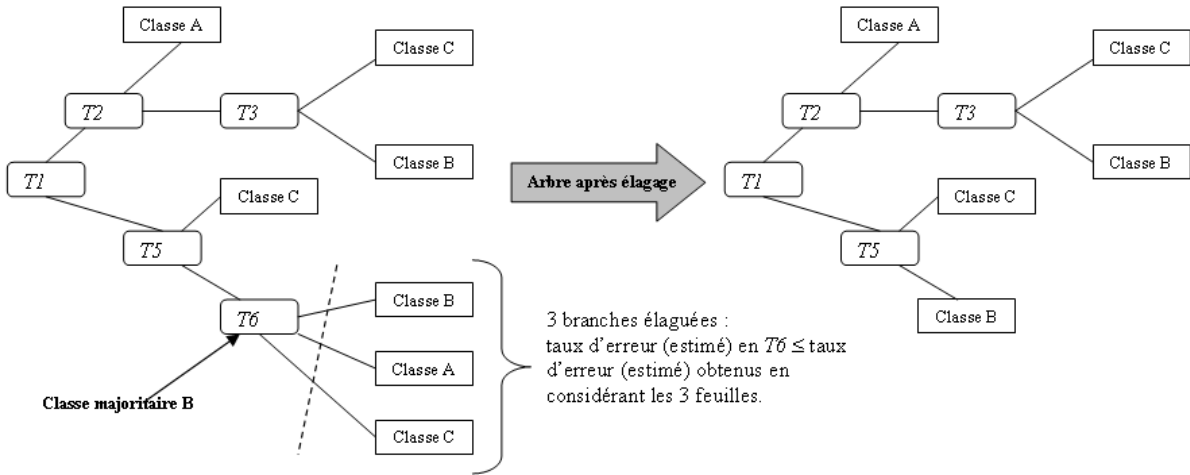 Classe A
Classe C
T2
T3
Classe B
T1
Classe C
T5
T6
Classe B
Classe A
Classe C
Classe majoritaire B
3 branches élaguées :
taux d'erreur (estimé) en T6 ≤ taux
d'erreur (estimé) obtenus en
considérant les 3 feuilles.
Arbre après élagage
Classe A
Classe C
T2
T3
Classe B
T1
Classe C
T5
Classe B